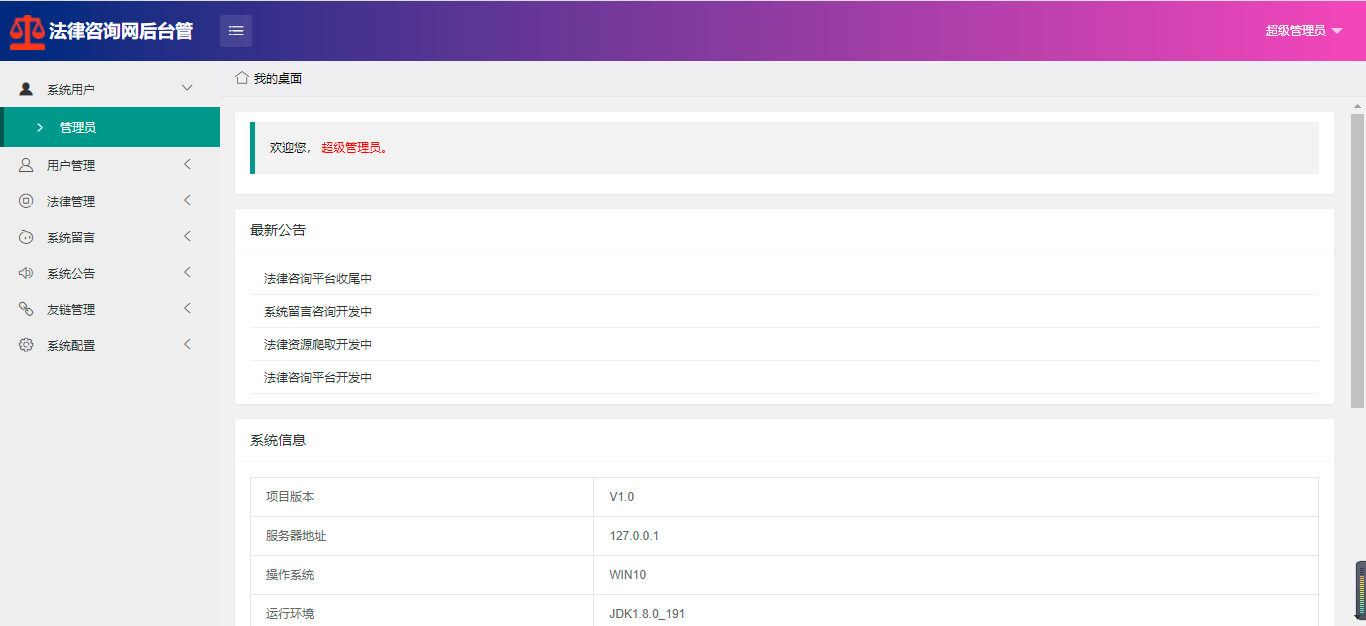 法律咨询网后台管
超级管理员
系统用户
管理员
用户管理
法律管理
系统留言
系统公告
友链管理
系统配置
我的桌面
欢迎您， 超级管理员。
最新公告
法律咨询平台收尾中
系统留言咨询开发中
法律资源爬取开发中
法律咨询平台开发中
系统信息
项目版本 V1.0
服务器地址 127.0.0.1
操作系统 WIN10
运行环境 JDK1.8.0_191